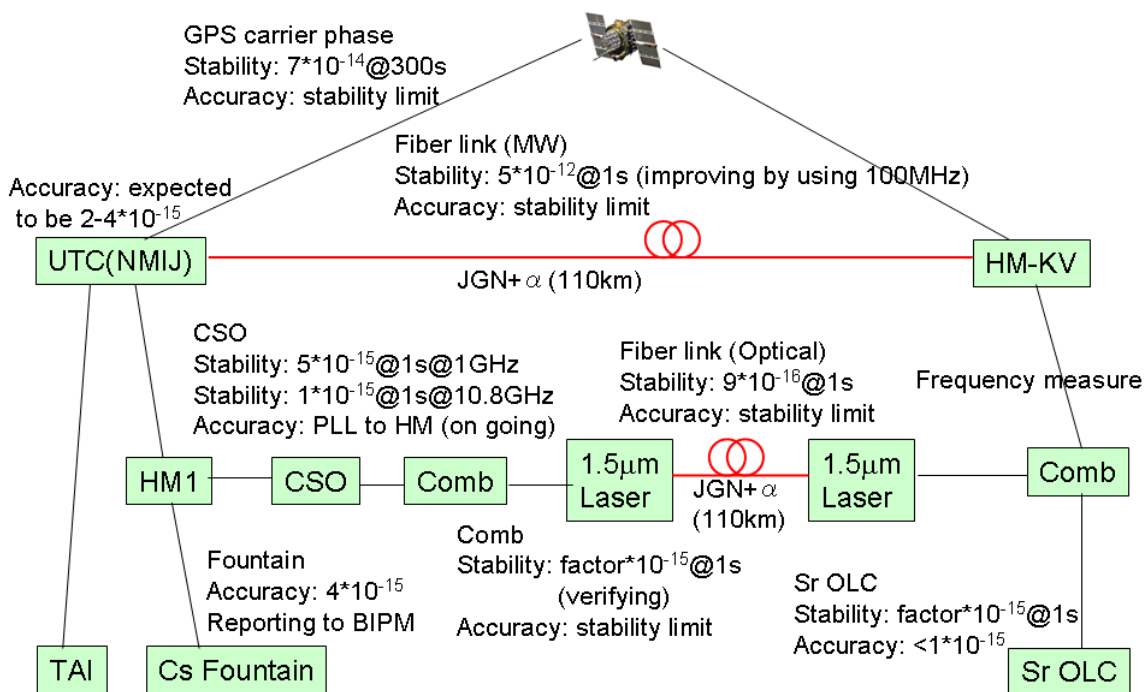 GPS carrier phase
Stability: 7*10⁻¹⁴@300s
Accuracy: stability limit
Fiber link (MW)
Stability: 5*10⁻¹²@1s (improving by using 100MHz)
Accuracy: stability limit
Accuracy: expected
to be 2-4*10⁻¹⁵
UTC(NMIJ)
HM-KV
JGN+α (110km)
CSO
Stability: 5*10⁻¹⁵@1s@1GHz
Stability: 1*10⁻¹⁵@1s@10.8GHz
Accuracy: PLL to HM (on going)
Fiber link (Optical)
Stability: 9*10⁻¹⁶@1s
Accuracy: stability limit
Frequency measure
HM1
CSO
Comb
1.5μm
Laser
JGN+α
(110km)
1.5μm
Laser
Comb
Fountain
Accuracy: 4*10⁻¹⁵
Reporting to BIPM
Comb
Stability: factor*10⁻¹⁵@1s
(verifying)
Accuracy: stability limit
Sr OLC
Stability: factor*10⁻¹⁵@1s
Accuracy: <1*10⁻¹⁵
TAI
Cs Fountain
Sr OLC